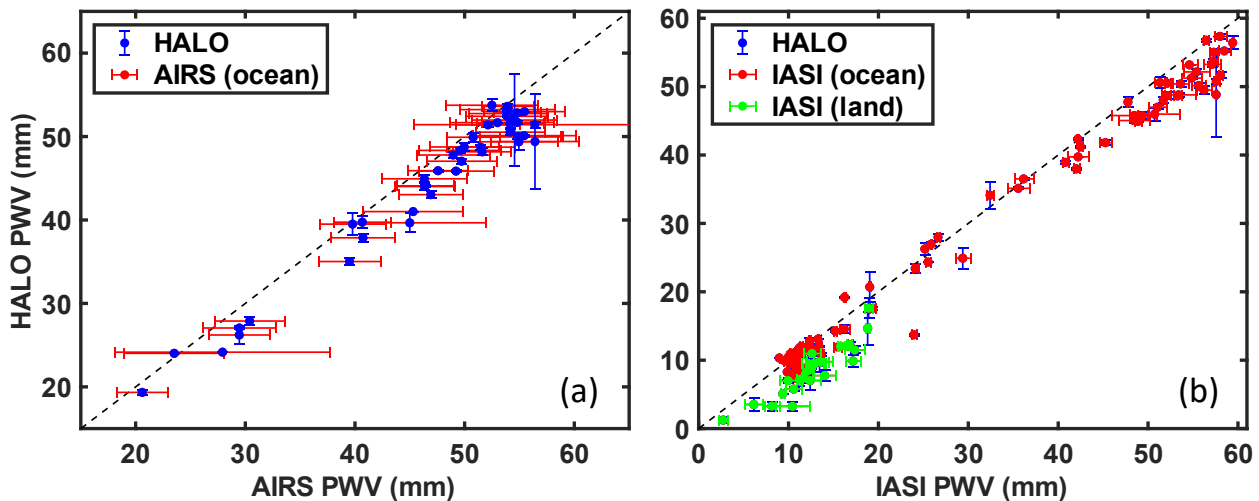 HALO
AIRS (ocean)
60
50
40
30
20
HALO PWV (mm)
(a)
20 30 40 50 60
AIRS PWV (mm)
HALO
IASI (ocean)
IASI (land)
60
50
40
30
20
10
0
(b)
0 10 20 30 40 50 60
IASI PWV (mm)